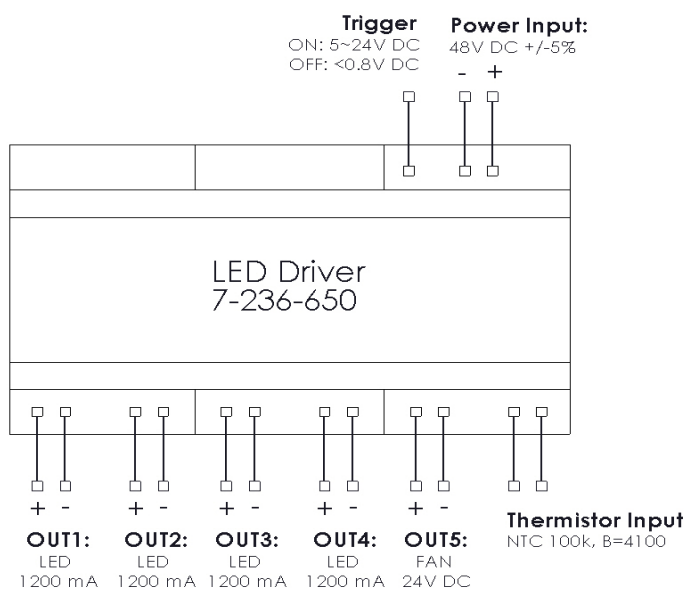 Trigger
ON: 5~24V DC
OFF: <0.8V DC
Power Input:
48V DC +/-5%
- +
LED Driver
7-236-650
+ - + - + - + - + -
OUT1: OUT2: OUT3: OUT4: OUT5:
LED LED LED LED FAN
1200 mA 1200 mA 1200 mA 1200 mA 24V DC
Thermistor Input
NTC 100k, B=4100